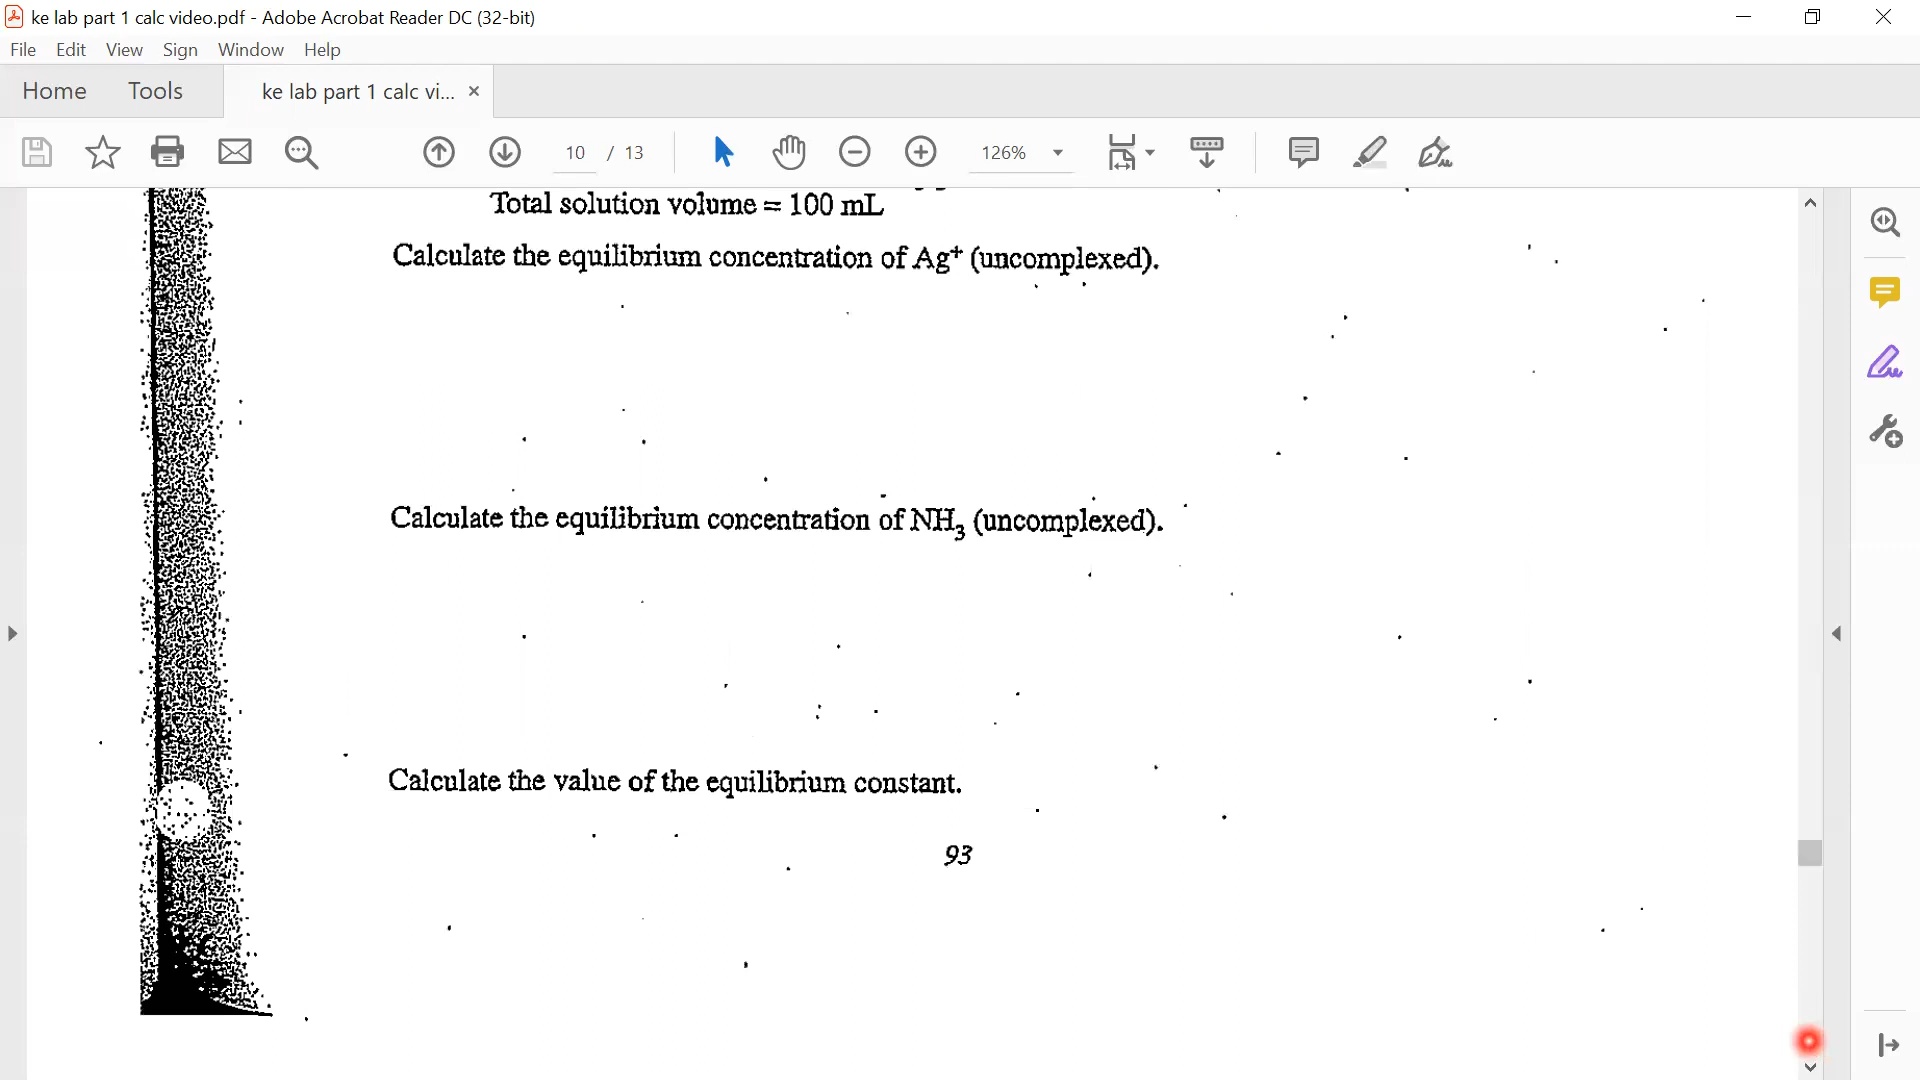 ke lab part 1 calc video.pdf - Adobe Acrobat Reader DC (32-bit)
File Edit View Sign Window Help
Home Tools ke lab part 1 calc vi... ×
10 / 13 126%
Total solution volume = 100 mL
Calculate the equilibrium concentration of Ag⁺ (uncomplexed).
Calculate the equilibrium concentration of NH₃ (uncomplexed).
Calculate the value of the equilibrium constant.
93